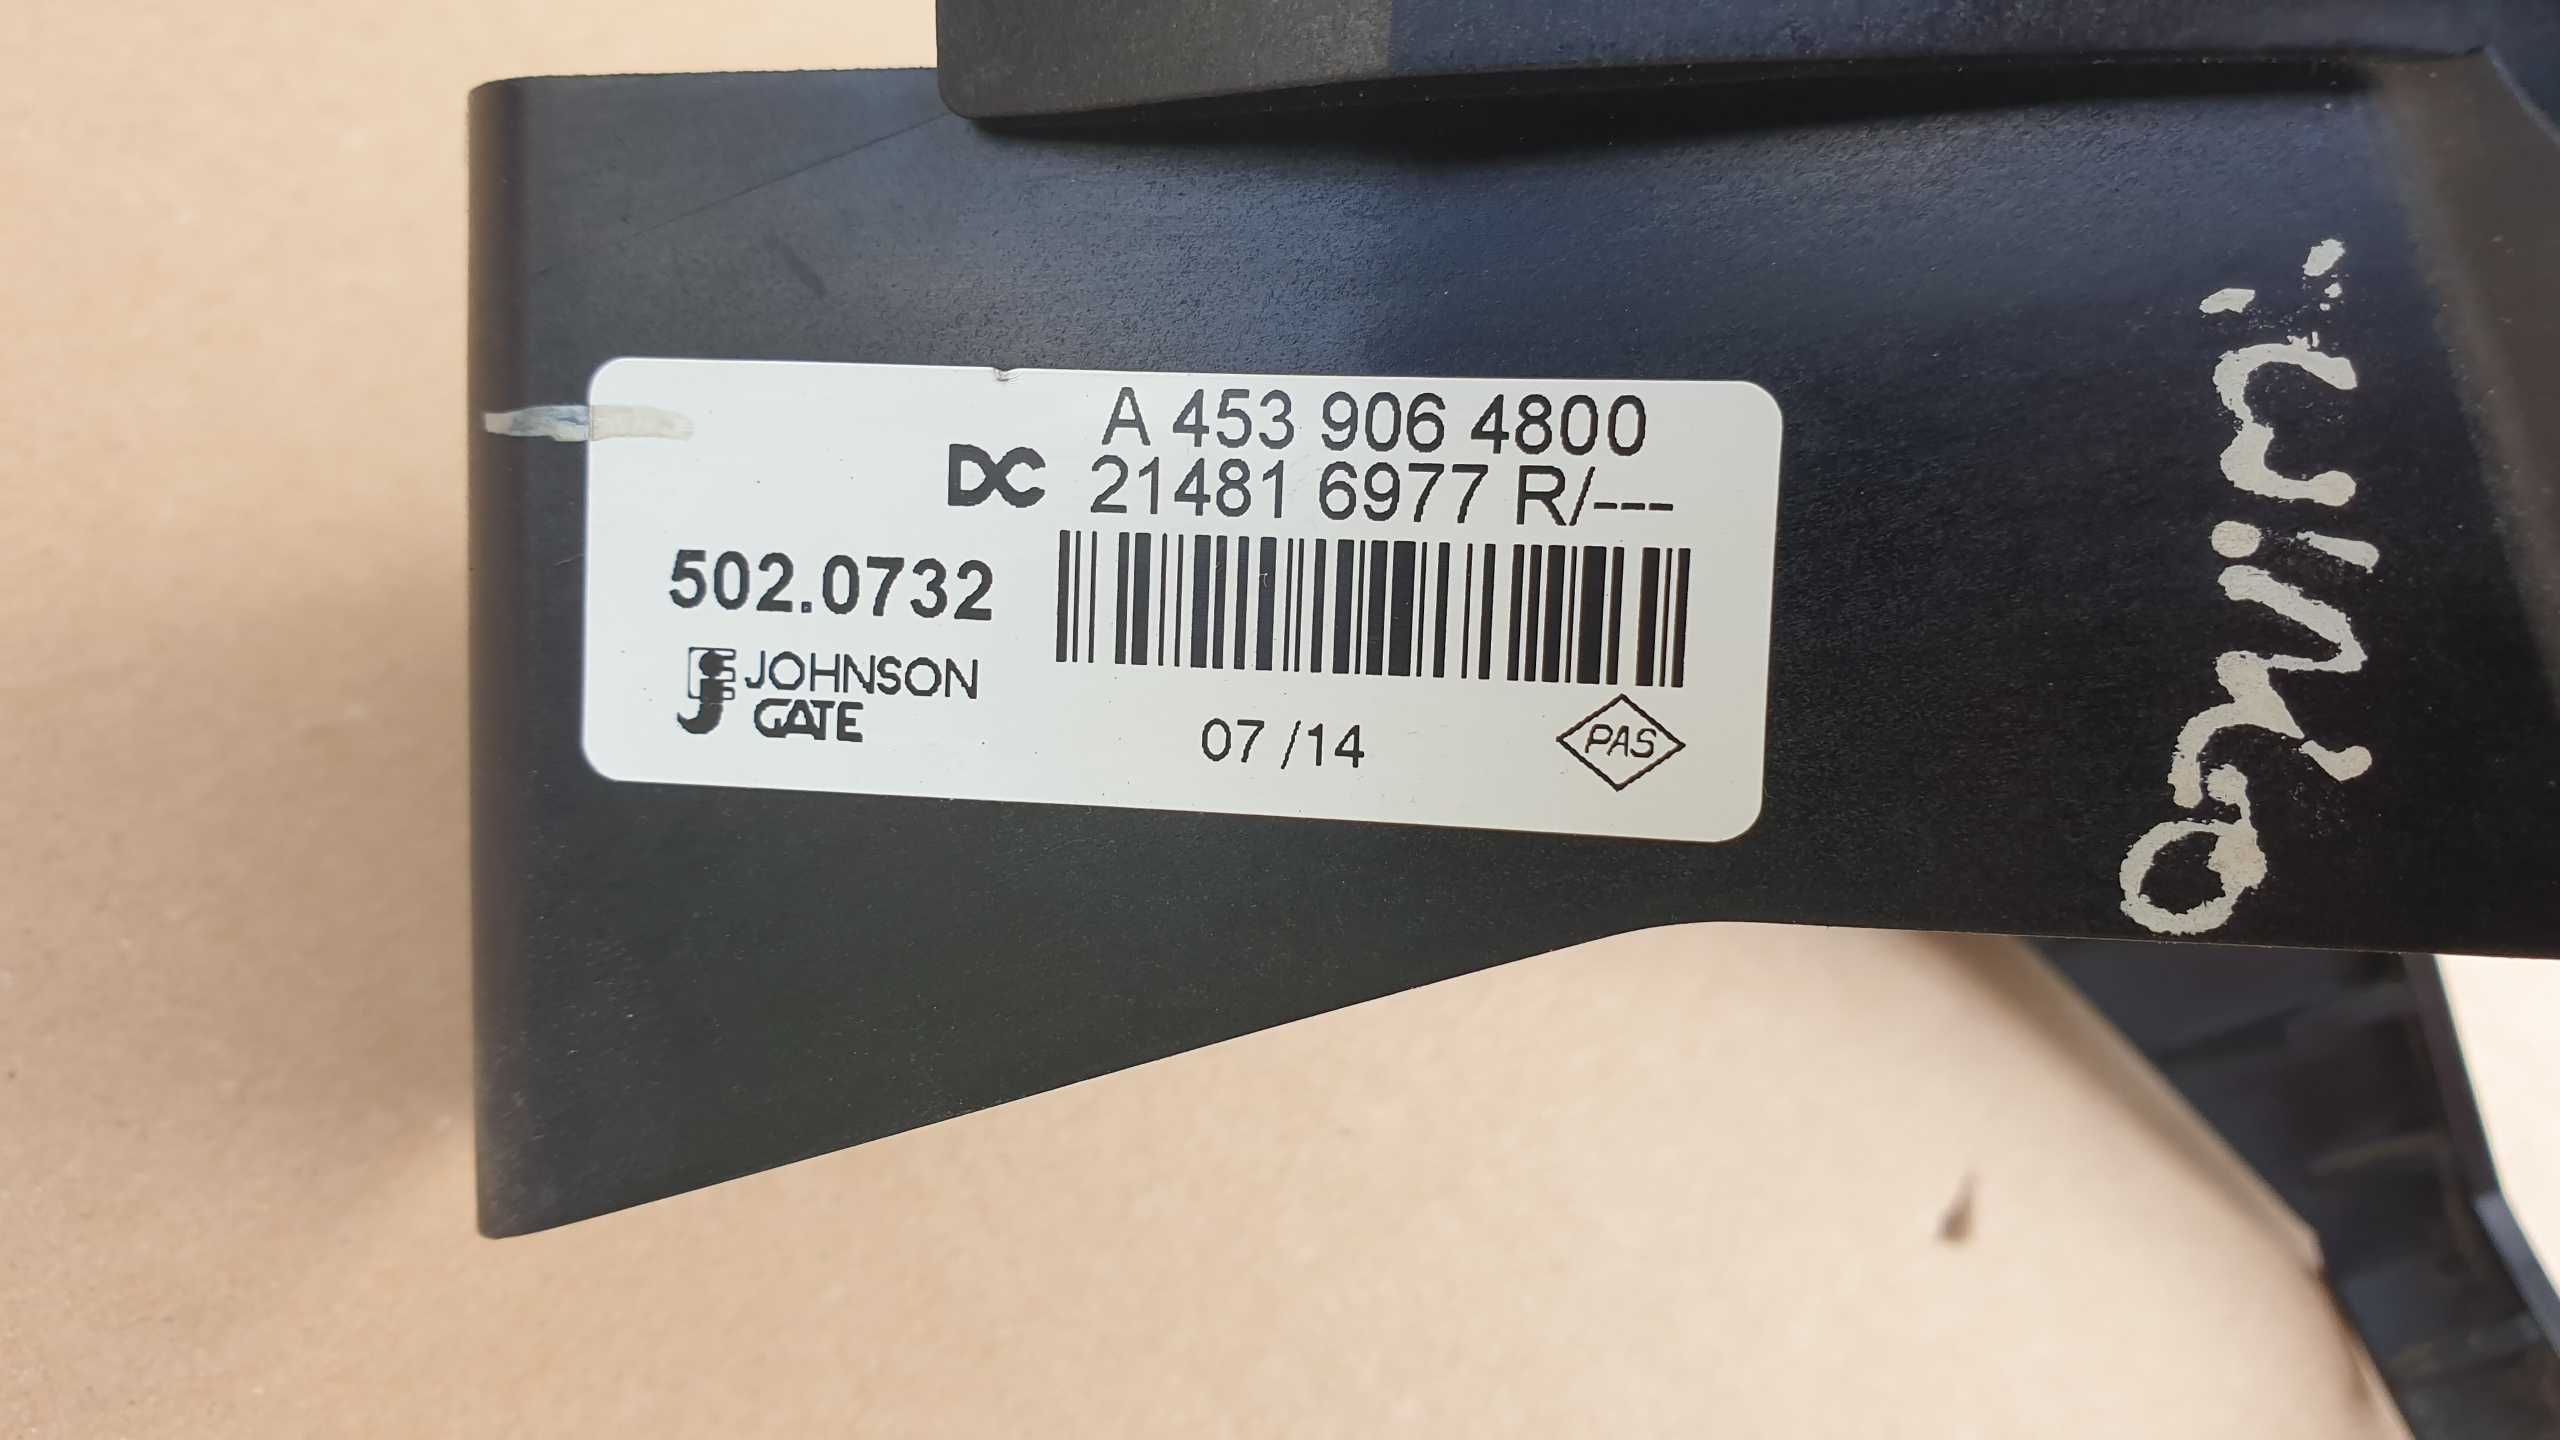 A 453 906 4800
DC 21481 6977 R/---
502.0732
JOHNSON
GATE
07 /14
PAS